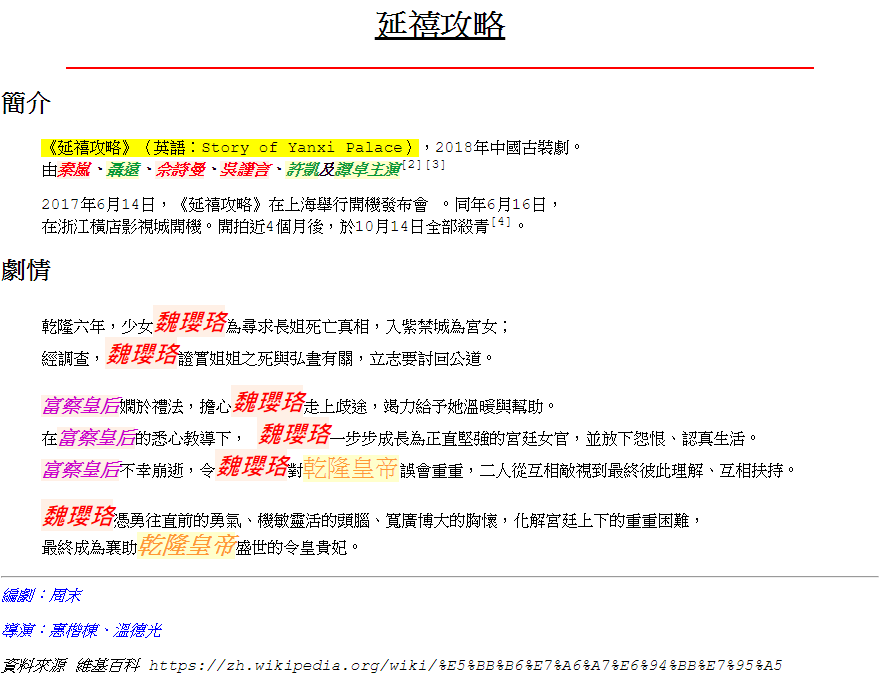 延禧攻略
簡介
《延禧攻略》（英語：Story of Yanxi Palace），2018年中國古裝劇。
由秦嵐、聶遠、佘詩曼、吳謹言、許凱及譚卓主演[2][3]
2017年6月14日，《延禧攻略》在上海舉行開機發布會 。同年6月16日，
在浙江橫店影視城開機。開拍近4個月後，於10月14日全部殺青[4]。
劇情
乾隆六年，少女魏瓔珞為尋求長姐死亡真相，入紫禁城為宮女；
經調查，魏瓔珞證實姐姐之死與弘晝有關，立志要討回公道。
富察皇后嫻於禮法，擔心魏瓔珞走上歧途，竭力給予她溫暖與幫助。
在富察皇后的悉心教導下， 魏瓔珞一步步成長為正直堅強的宮廷女官，並放下怨恨、認真生活。
富察皇后不幸崩逝，令魏瓔珞對乾隆皇帝誤會重重，二人從互相敵視到最終彼此理解、互相扶持。
魏瓔珞憑勇往直前的勇氣、機敏靈活的頭腦、寬廣博大的胸懷，化解宮廷上下的重重困難，
最終成為襄助乾隆皇帝盛世的令皇貴妃。
編劇：周末
導演：惠楷棟、溫德光
資料來源 維基百科 https://zh.wikipedia.org/wiki/%E5%BB%B6%E7%A6%A7%E6%94%BB%E7%95%A5